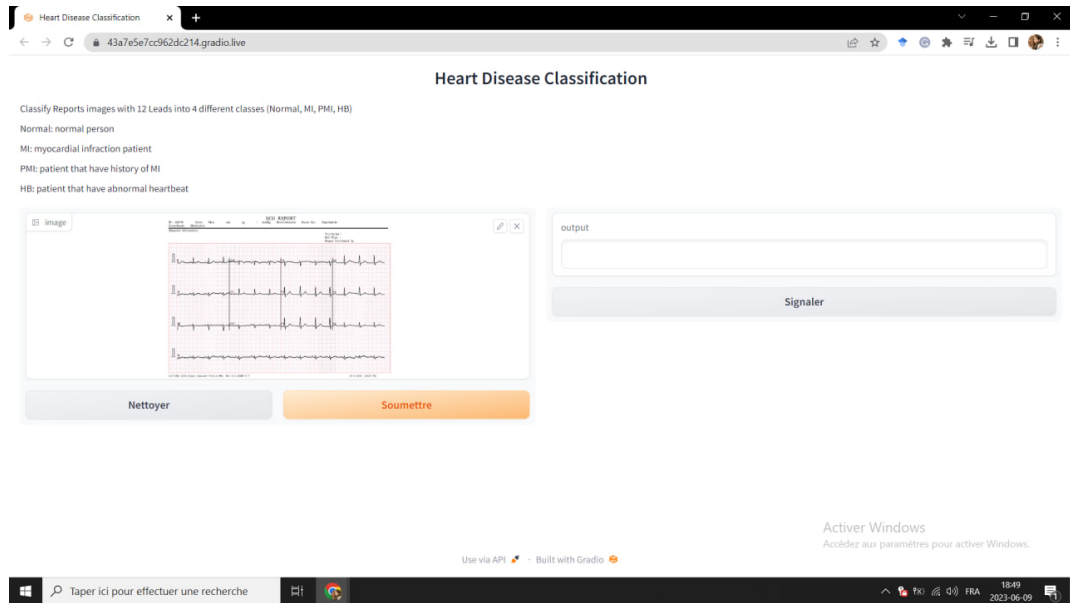 Heart Disease Classification
43a7e5e7cc962dc214.gradio.live
Heart Disease Classification
Classify Reports images with 12 Leads into 4 different classes (Normal, MI, PMI, HB)
Normal: normal person
MI: myocardial infraction patient
PMI: patient that have history of MI
HB: patient that have abnormal heartbeat
image
ECG REPORT
output
Signaler
Nettoyer
Soumettre
Activer Windows
Accédez aux paramètres pour activer Windows.
Use via API · Built with Gradio
Taper ici pour effectuer une recherche
FRA
18:49
2023-06-09